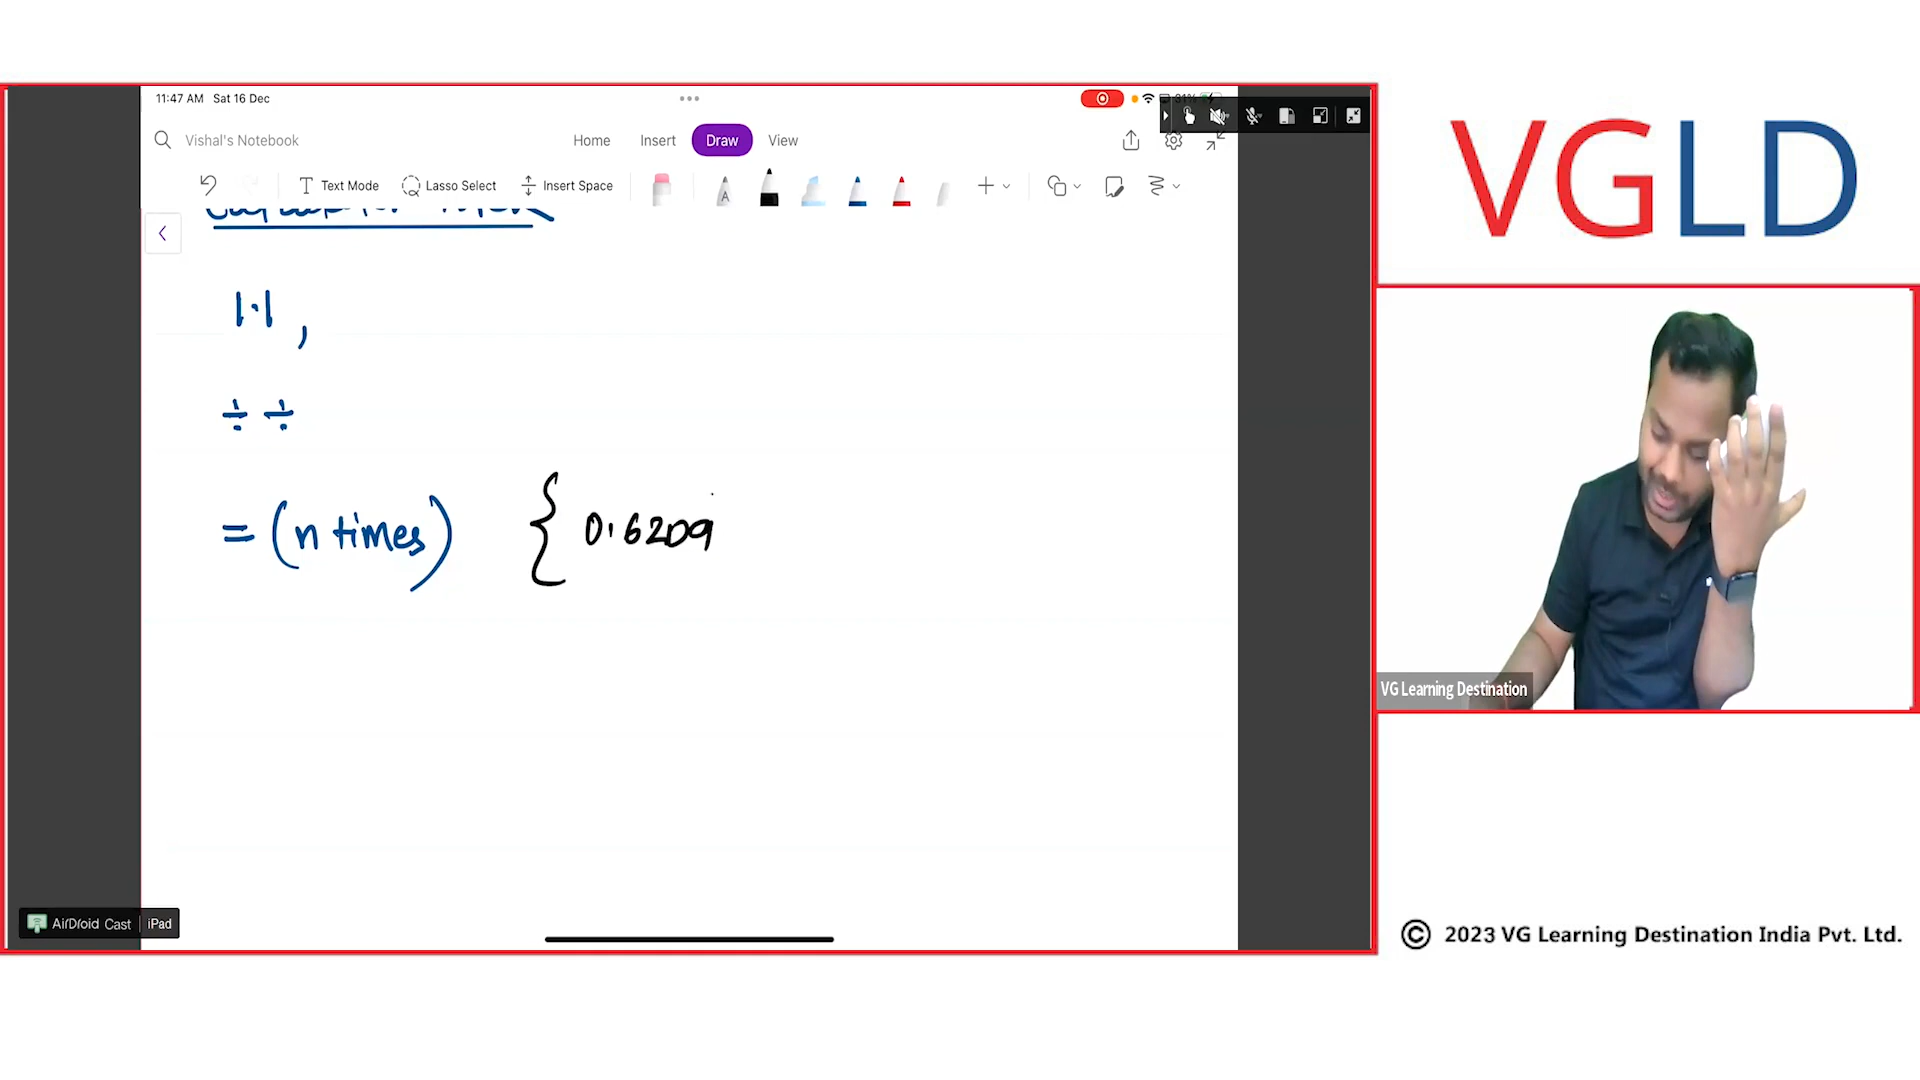 11:47 AM Sat 16 Dec
31%
VGLD
Vishal's Notebook
Home Insert Draw View
Text Mode Lasso Select Insert Space
1.1 ,
÷ ÷
= (n times) { 0.6209
VG Learning Destination
AirDroid Cast iPad
© 2023 VG Learning Destination India Pvt. Ltd.